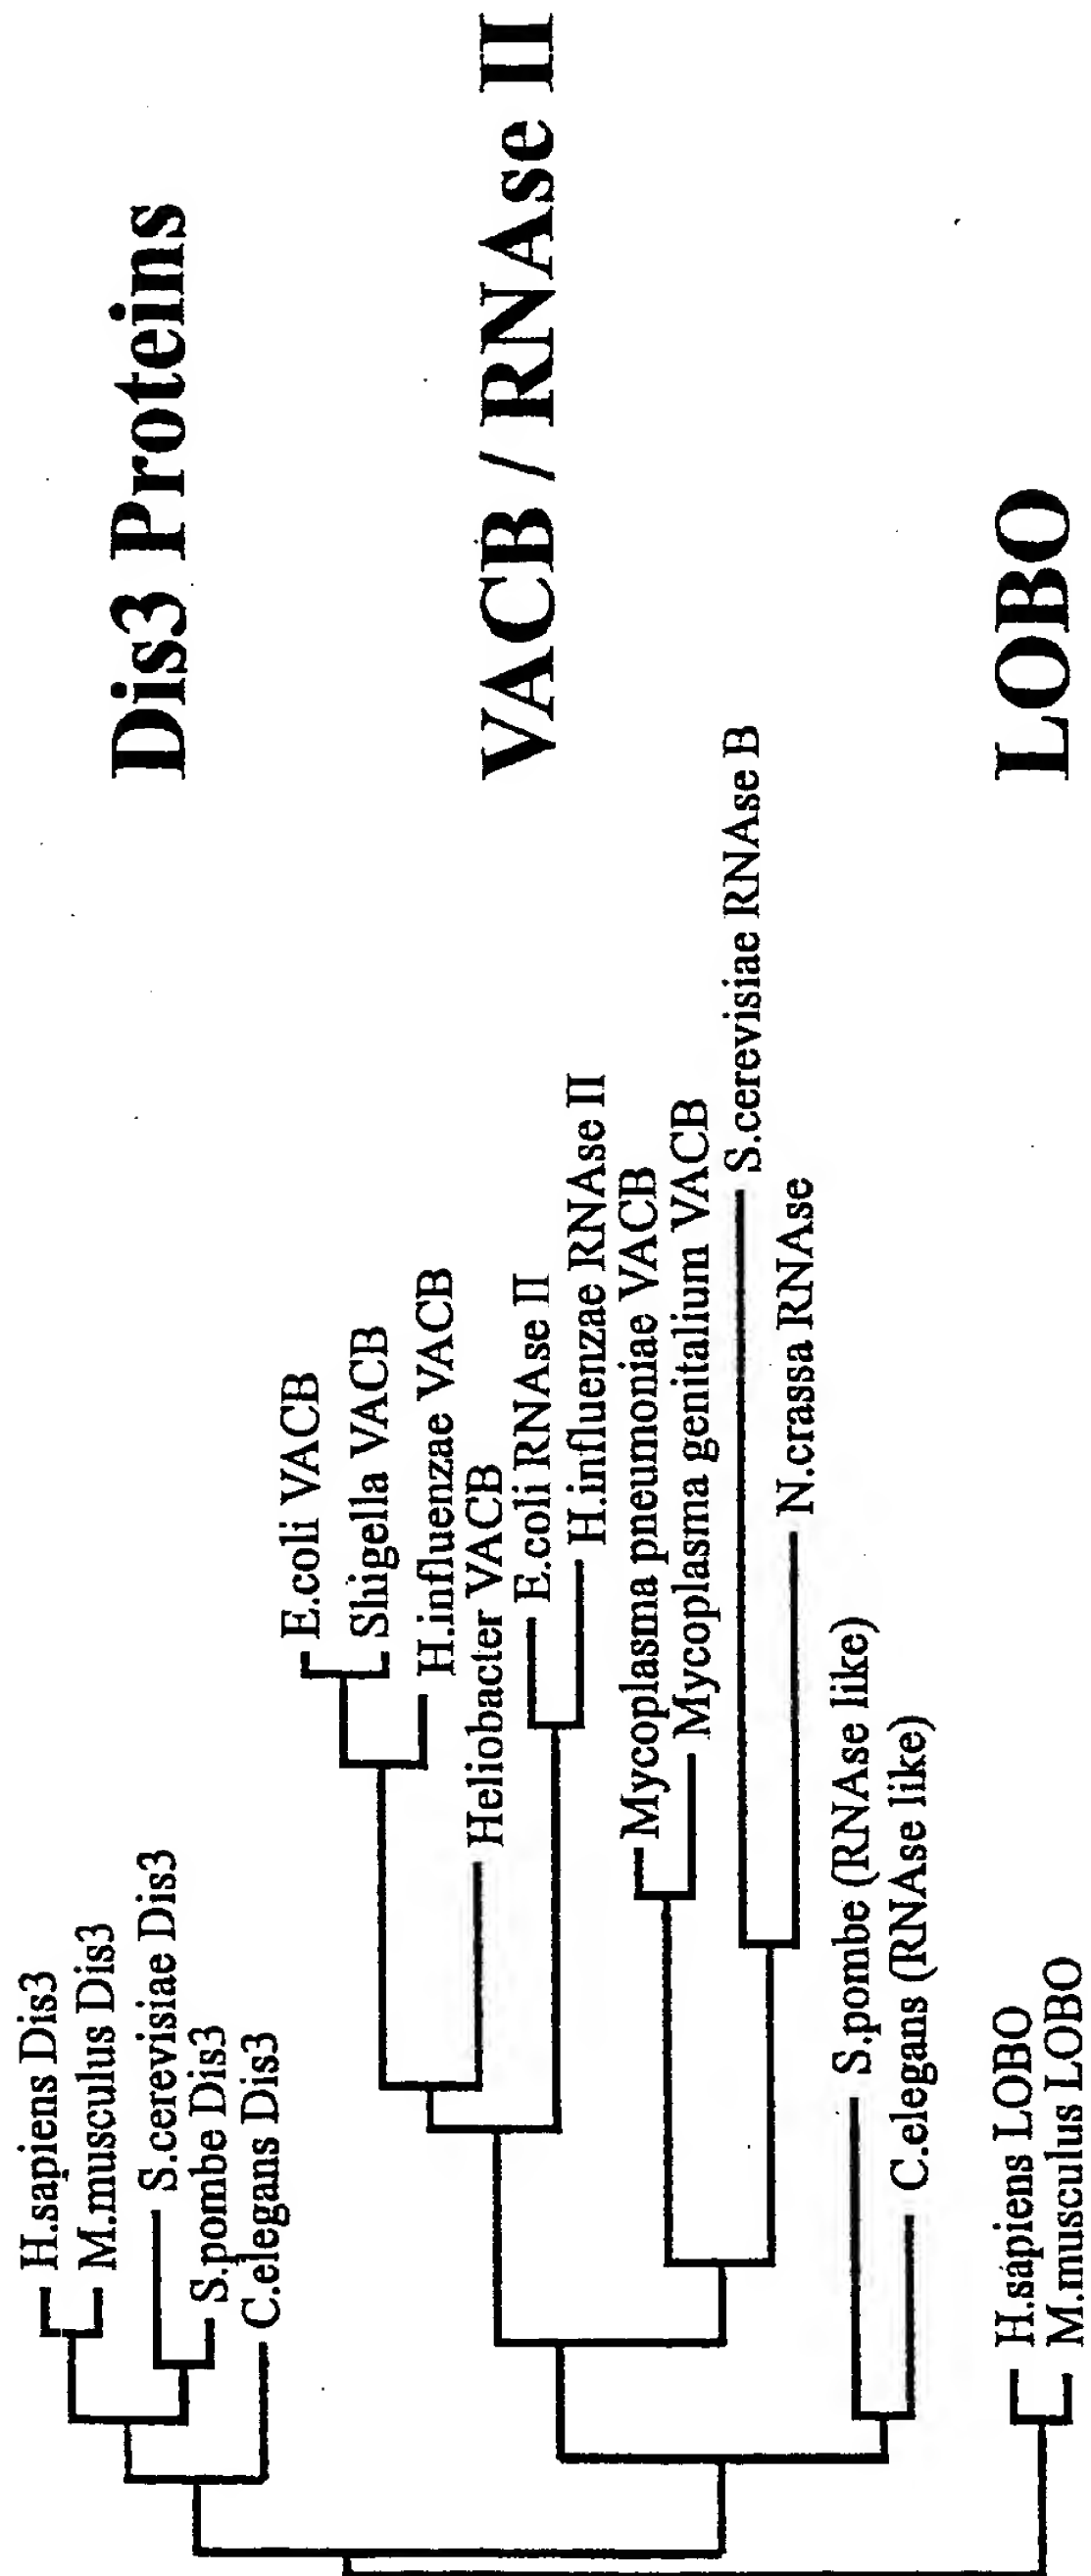 H.sapiens Dis3
M.musculus Dis3
S.cerevisiae Dis3
S.pombe Dis3
C.elegans Dis3
Dis3 Proteins
E.coli VACB
Shigella VACB
H.influenzae VACB
Heliobacter VACB
E.coli RNAse II
H.influenzae RNAse II
Mycoplasma pneumoniae VACB
Mycoplasma genitalium VACB
S.cerevisiae RNAse B
N.crassa RNAse
S.pombe (RNAse like)
C.elegans (RNAse like)
VACB / RNAse II
H.sapiens LOBO
M.musculus LOBO
LOBO